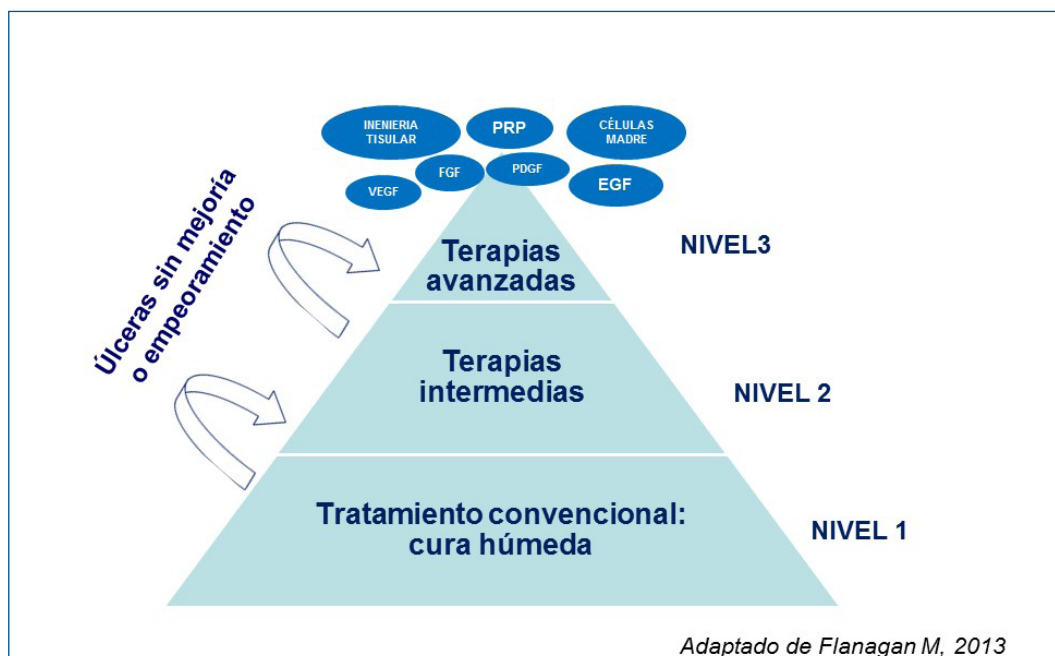 INENIERIA
TISULAR
PRP
CÉLULAS
MADRE
FGF
PDGF
VEGF
EGF
Úlceras sin mejoría
o empeoramiento
Terapias
avanzadas
NIVEL3
Terapias
intermedias
NIVEL 2
Tratamiento convencional:
cura húmeda
NIVEL 1
Adaptado de Flanagan M, 2013